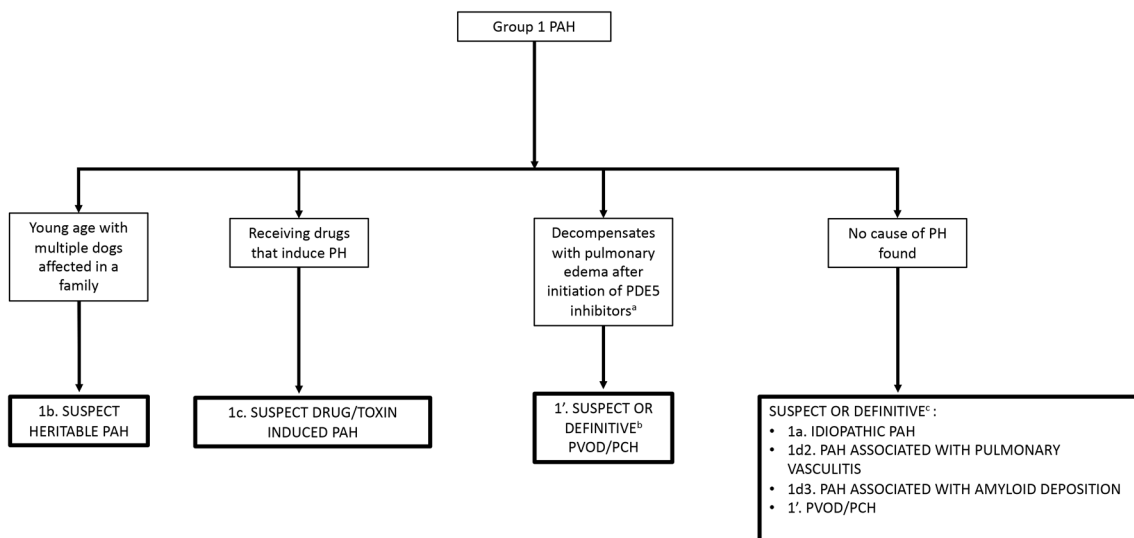 Group 1 PAH
Young age with
multiple dogs
affected in a
family
Receiving drugs
that induce PH
Decompensates
with pulmonary
edema after
initiation of PDE5
inhibitorsᵃ
No cause of PH
found
1b. SUSPECT
HERITABLE PAH
1c. SUSPECT DRUG/TOXIN
INDUCED PAH
1’. SUSPECT OR
DEFINITIVEᵇ
PVOD/PCH
SUSPECT OR DEFINITIVEᶜ :
• 1a. IDIOPATHIC PAH
• 1d2. PAH ASSOCIATED WITH PULMONARY
VASCULITIS
• 1d3. PAH ASSOCIATED WITH AMYLOID DEPOSITION
• 1’. PVOD/PCH